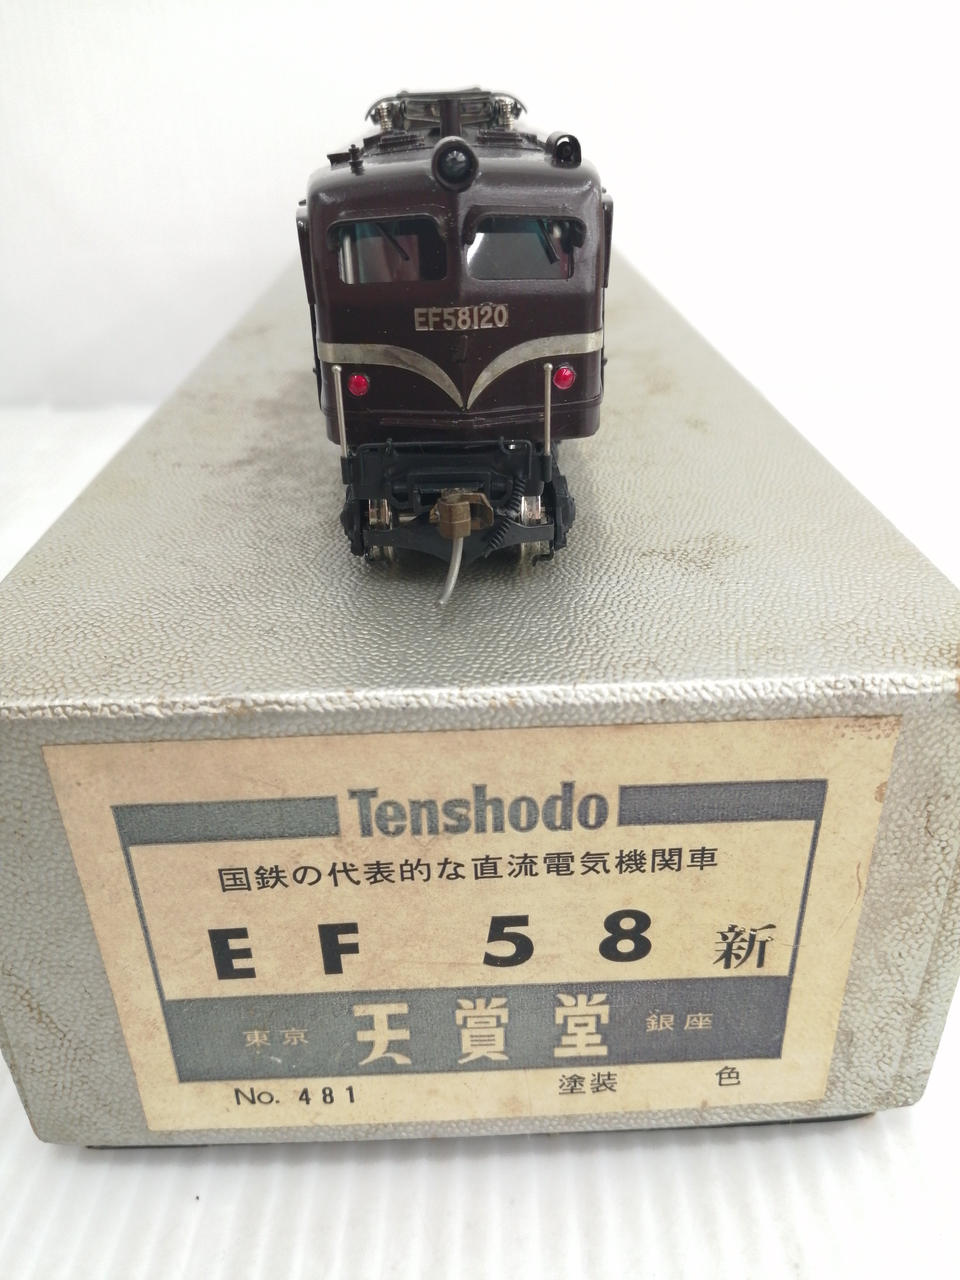 EF58120
Tenshodo
国鉄の代表的な直流電気機関車
EF 58 新
東京 天賞堂 銀座
No. 481 塗装 色